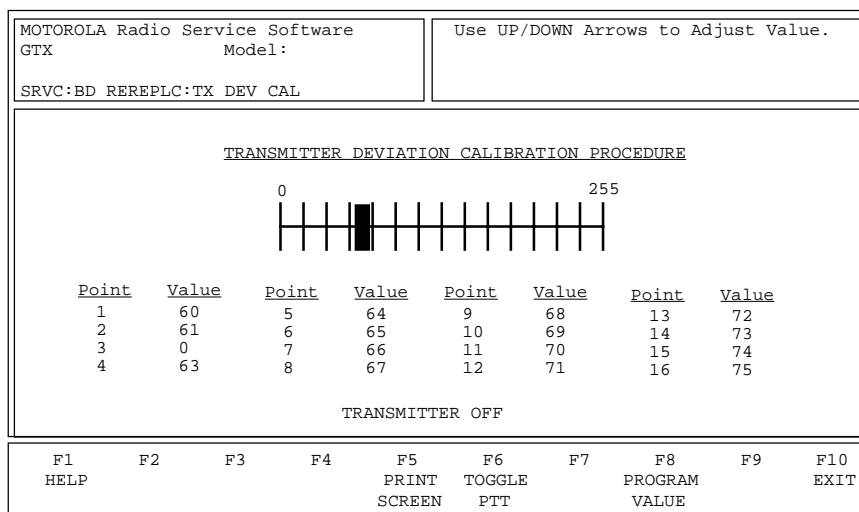 MOTOROLA Radio Service Software
GTX Model:
SRVC:BD REREPLC:TX DEV CAL
Use UP/DOWN Arrows to Adjust Value.
TRANSMITTER DEVIATION CALIBRATION PROCEDURE
0 255
Point Value Point Value Point Value Point Value
1 60 5 64 9 68 13 72
2 61 6 65 10 69 14 73
3 0 7 66 11 70 15 74
4 63 8 67 12 71 16 75
TRANSMITTER OFF
F1 F2 F3 F4 F5 F6 F7 F8 F9 F10
HELP PRINT TOGGLE PROGRAM EXIT
SCREEN PTT VALUE